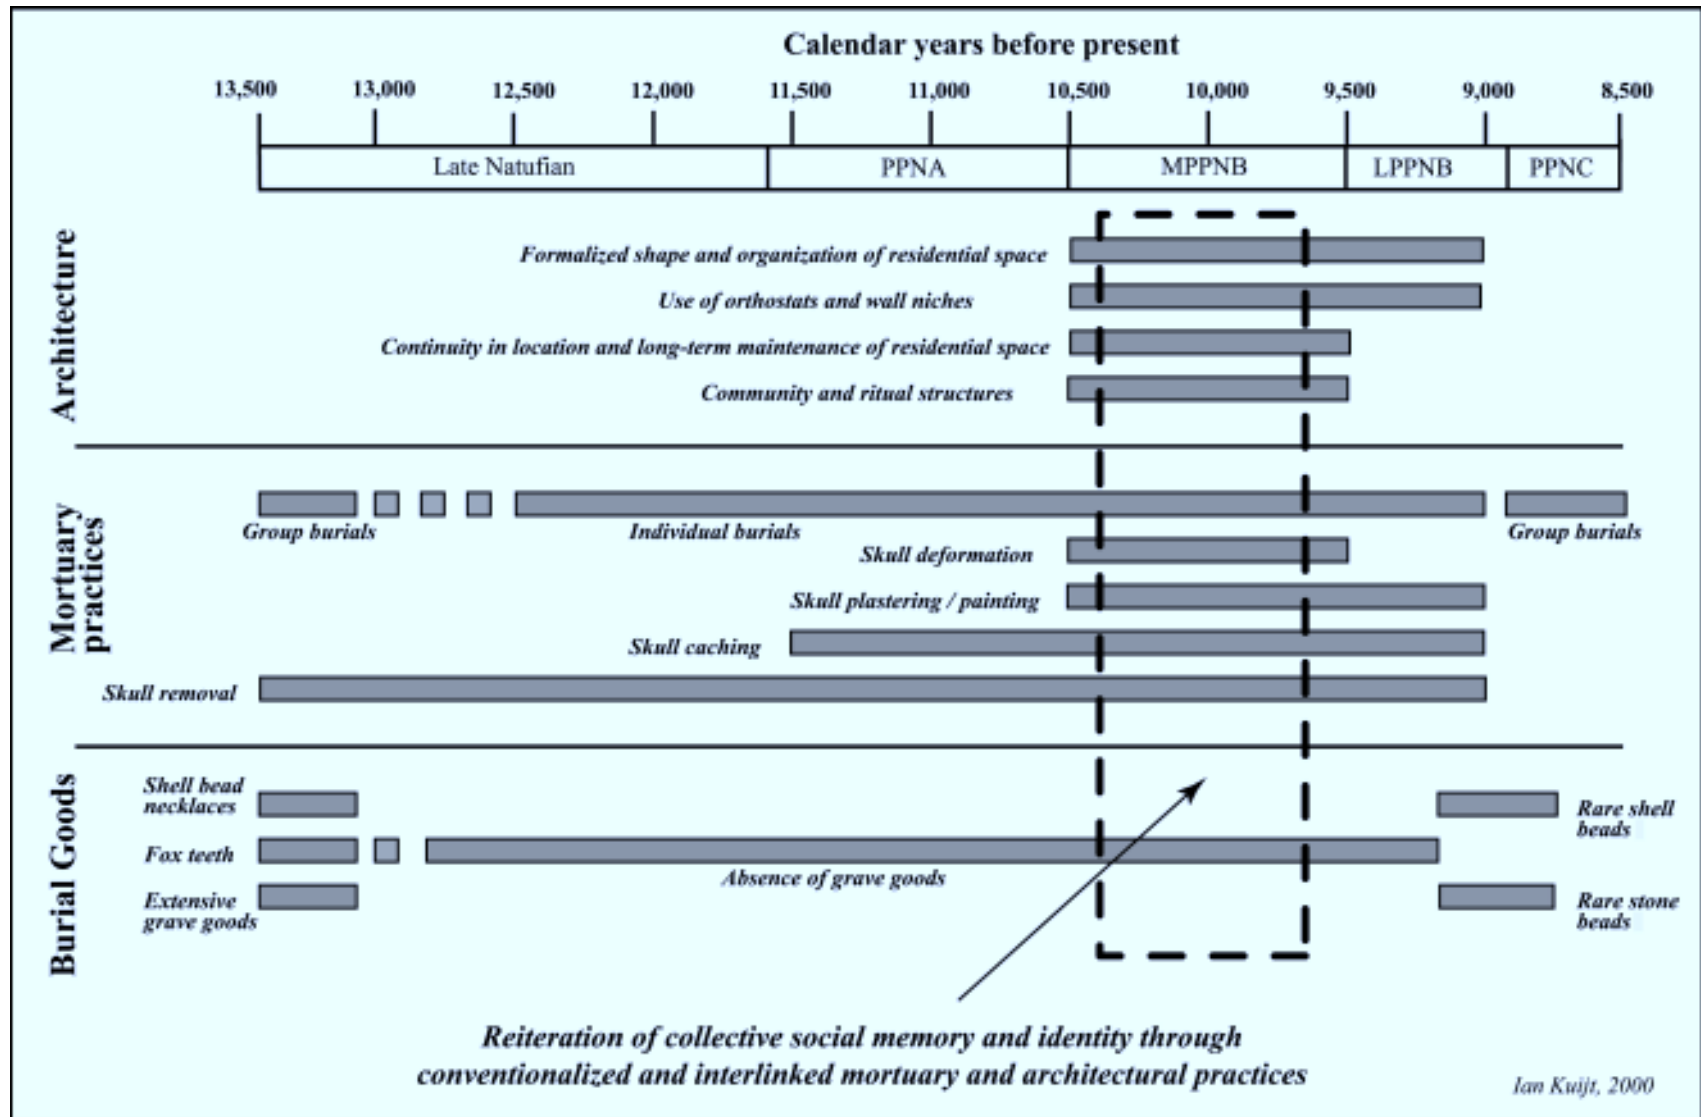 Calendar years before present
13,500 13,000 12,500 12,000 11,500 11,000 10,500 10,000 9,500 9,000 8,500
Late Natufian PPNA MPPNB LPPNB PPNC
Architecture
Formalized shape and organization of residential space
Use of orthostats and wall niches
Continuity in location and long-term maintenance of residential space
Community and ritual structures
Mortuary
practices
Group burials Individual burials Group burials
Skull deformation
Skull plastering / painting
Skull caching
Skull removal
Burial Goods
Shell bead
necklaces
Rare shell
beads
Fox teeth
Absence of grave goods
Extensive
grave goods
Rare stone
beads
Reiteration of collective social memory and identity through
conventionalized and interlinked mortuary and architectural practices
Ian Kuijt, 2000